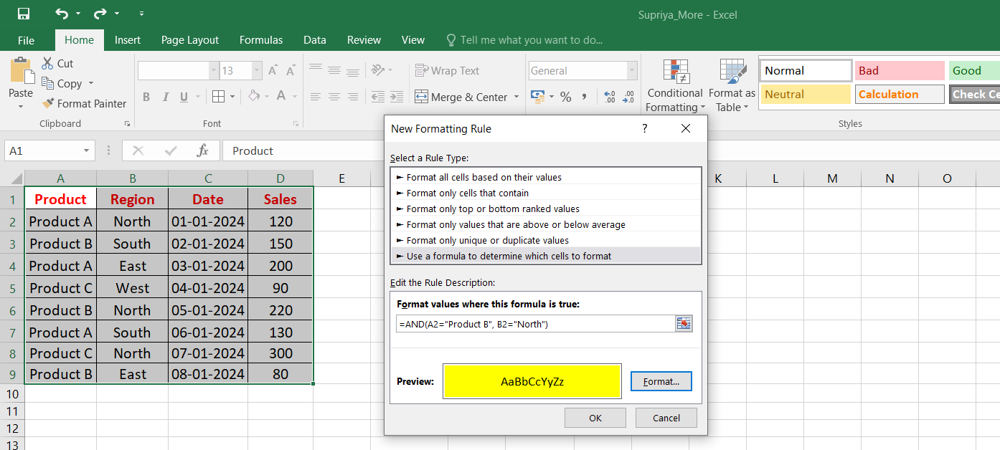 Supriya_More - Excel
File Home Insert Page Layout Formulas Data Review View Tell me what you want to do...
Paste
Cut
Copy
Format Painter
Clipboard
13
A A
B I U A
Font
Wrap Text
Merge & Center
General
% ,
Conditional Formatting
Format as Table
Normal Bad Good
Neutral Calculation
Styles
A1 fx Product
A B C D E K L M N O
1 Product Region Date Sales
2 Product A North 01-01-2024 120
3 Product B South 02-01-2024 150
4 Product A East 03-01-2024 200
5 Product C West 04-01-2024 90
6 Product B North 05-01-2024 220
7 Product A South 06-01-2024 130
8 Product C North 07-01-2024 300
9 Product B East 08-01-2024 80
10
11
12
13
New Formatting Rule ?
Select a Rule Type:
► Format all cells based on their values
► Format only cells that contain
► Format only top or bottom ranked values
► Format only values that are above or below average
► Format only unique or duplicate values
► Use a formula to determine which cells to format
Edit the Rule Description:
Format values where this formula is true:
=AND(A2="Product B", B2="North")
Preview: AaBbCcYyZz Format...
OK Cancel